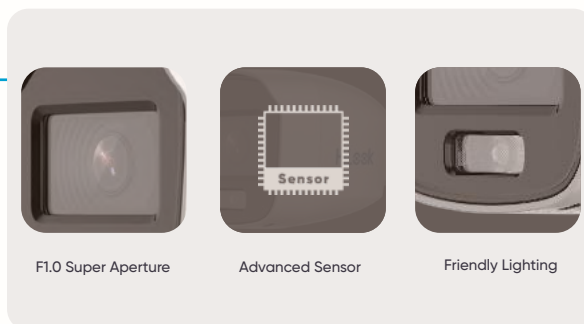 Sensor
F1.0 Super Aperture
Advanced Sensor
Friendly Lighting